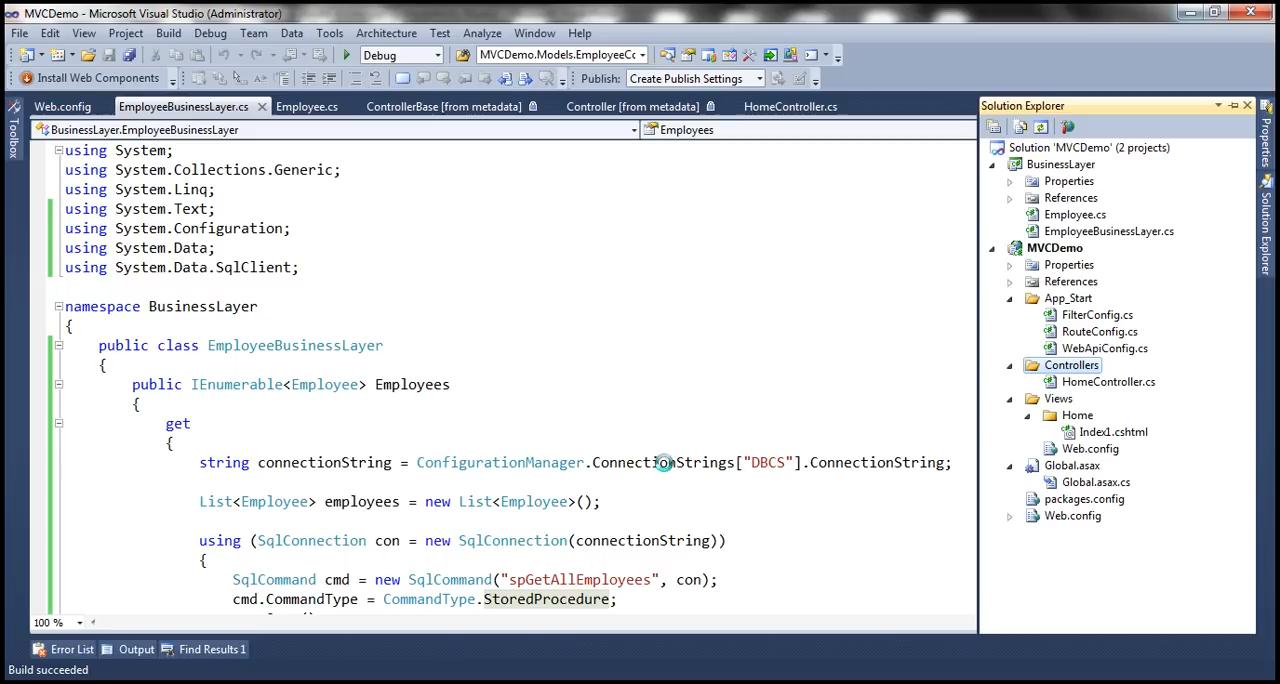 MVCDemo - Microsoft Visual Studio (Administrator)
File Edit View Project Build Debug Team Data Tools Architecture Test Analyze Window Help
Debug MVCDemo.Models.EmployeeCo
Install Web Components Publish: Create Publish Settings
Web.config EmployeeBusinessLayer.cs Employee.cs ControllerBase [from metadata] Controller [from metadata] HomeController.cs
BusinessLayer.EmployeeBusinessLayer Employees
Toolbox
using System;
using System.Collections.Generic;
using System.Linq;
using System.Text;
using System.Configuration;
using System.Data;
using System.Data.SqlClient;
namespace BusinessLayer
{
public class EmployeeBusinessLayer
{
public IEnumerable<Employee> Employees
{
get
{
string connectionString = ConfigurationManager.ConnectionStrings["DBCS"].ConnectionString;
List<Employee> employees = new List<Employee>();
using (SqlConnection con = new SqlConnection(connectionString))
{
SqlCommand cmd = new SqlCommand("spGetAllEmployees", con);
cmd.CommandType = CommandType.StoredProcedure;
100 %
Solution Explorer
Solution 'MVCDemo' (2 projects)
BusinessLayer
Properties
References
Employee.cs
EmployeeBusinessLayer.cs
MVCDemo
Properties
References
App_Start
FilterConfig.cs
RouteConfig.cs
WebApiConfig.cs
Controllers
HomeController.cs
Views
Home
Index1.cshtml
Web.config
Global.asax
Global.asax.cs
packages.config
Web.config
Properties
Solution Explorer
Error List Output Find Results 1
Build succeeded